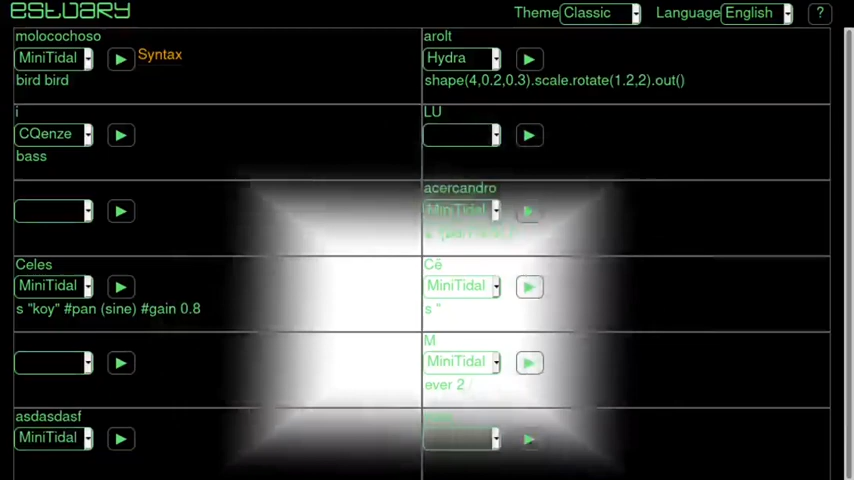 estuary
Theme Classic Language English ?
molocochoso
MiniTidal Syntax
bird bird
arolt
Hydra
shape(4,0.2,0.3).scale.rotate(1.2,2).out()
i
CQenze
bass
LU
acercandro
MiniTidal
Celes
MiniTidal
s "koy" #pan (sine) #gain 0.8
Cē
MiniTidal
s "
M
MiniTidal
ever 2
asdasdasf
MiniTidal